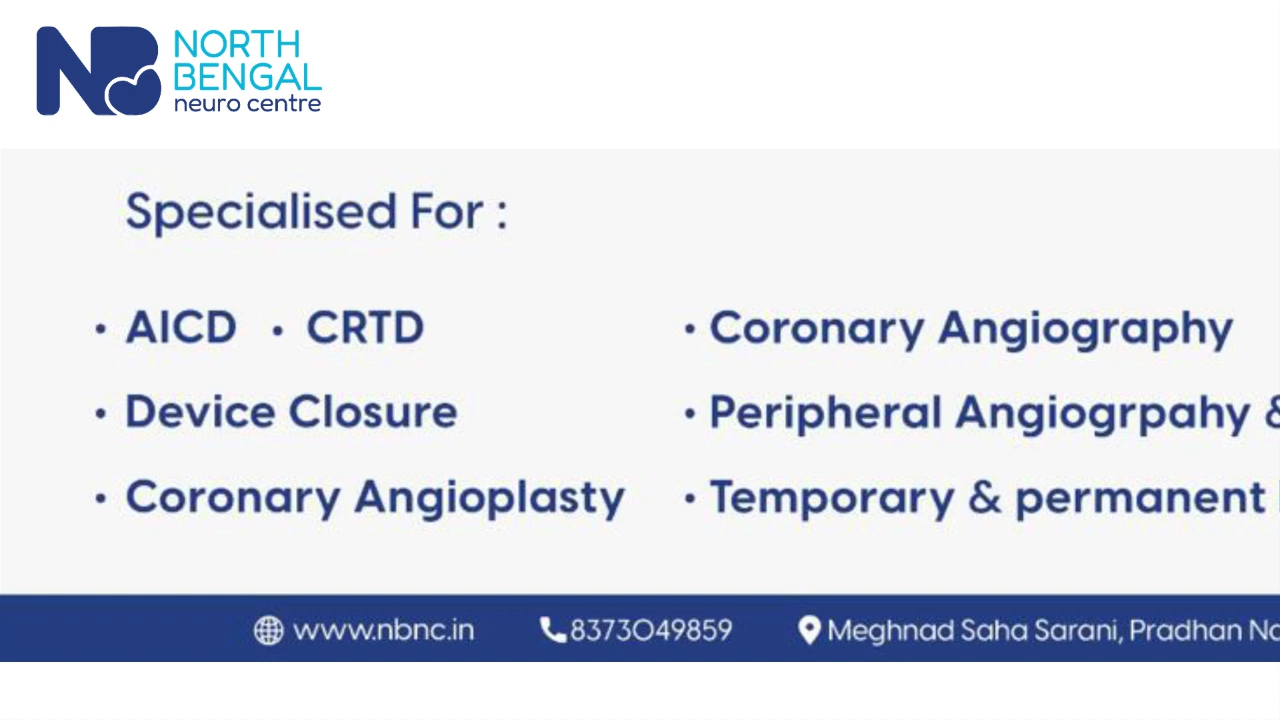 NORTH
BENGAL
neuro centre
Specialised For :
• AICD • CRTD
• Device Closure
• Coronary Angioplasty
• Coronary Angiography
• Peripheral Angiogrpahy &
• Temporary & permanent
www.nbnc.in
8373049859
Meghnad Saha Sarani, Pradhan